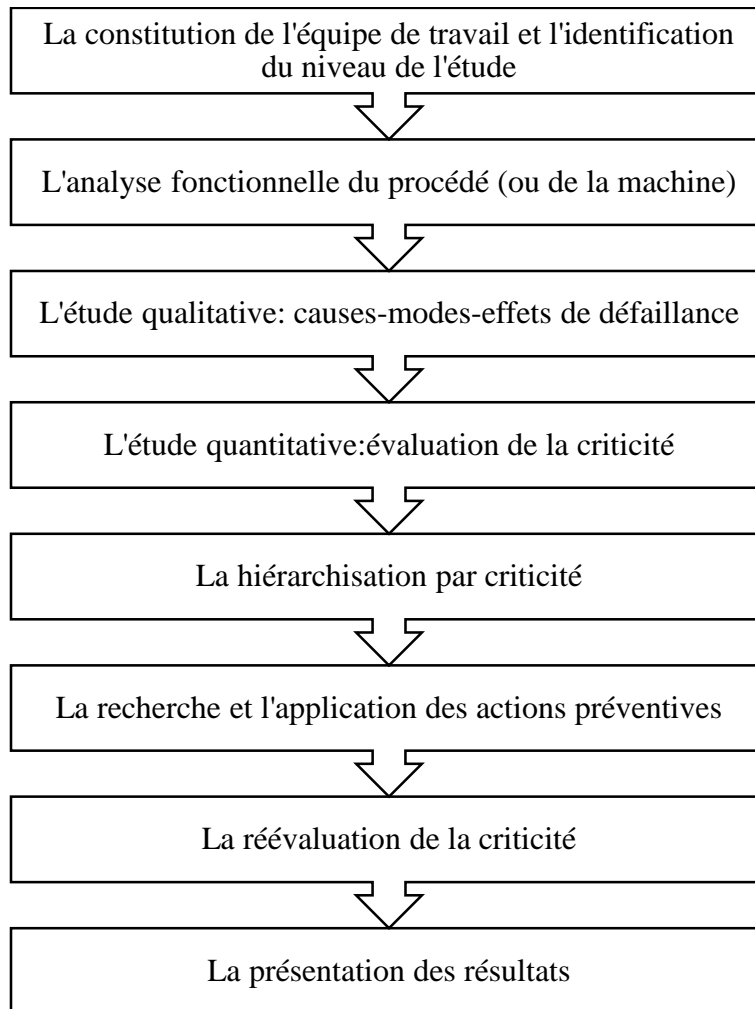 La constitution de l'équipe de travail et l'identification
du niveau de l'étude
L'analyse fonctionnelle du procédé (ou de la machine)
L'étude qualitative: causes-modes-effets de défaillance
L'étude quantitative:évaluation de la criticité
La hiérarchisation par criticité
La recherche et l'application des actions préventives
La réévaluation de la criticité
La présentation des résultats